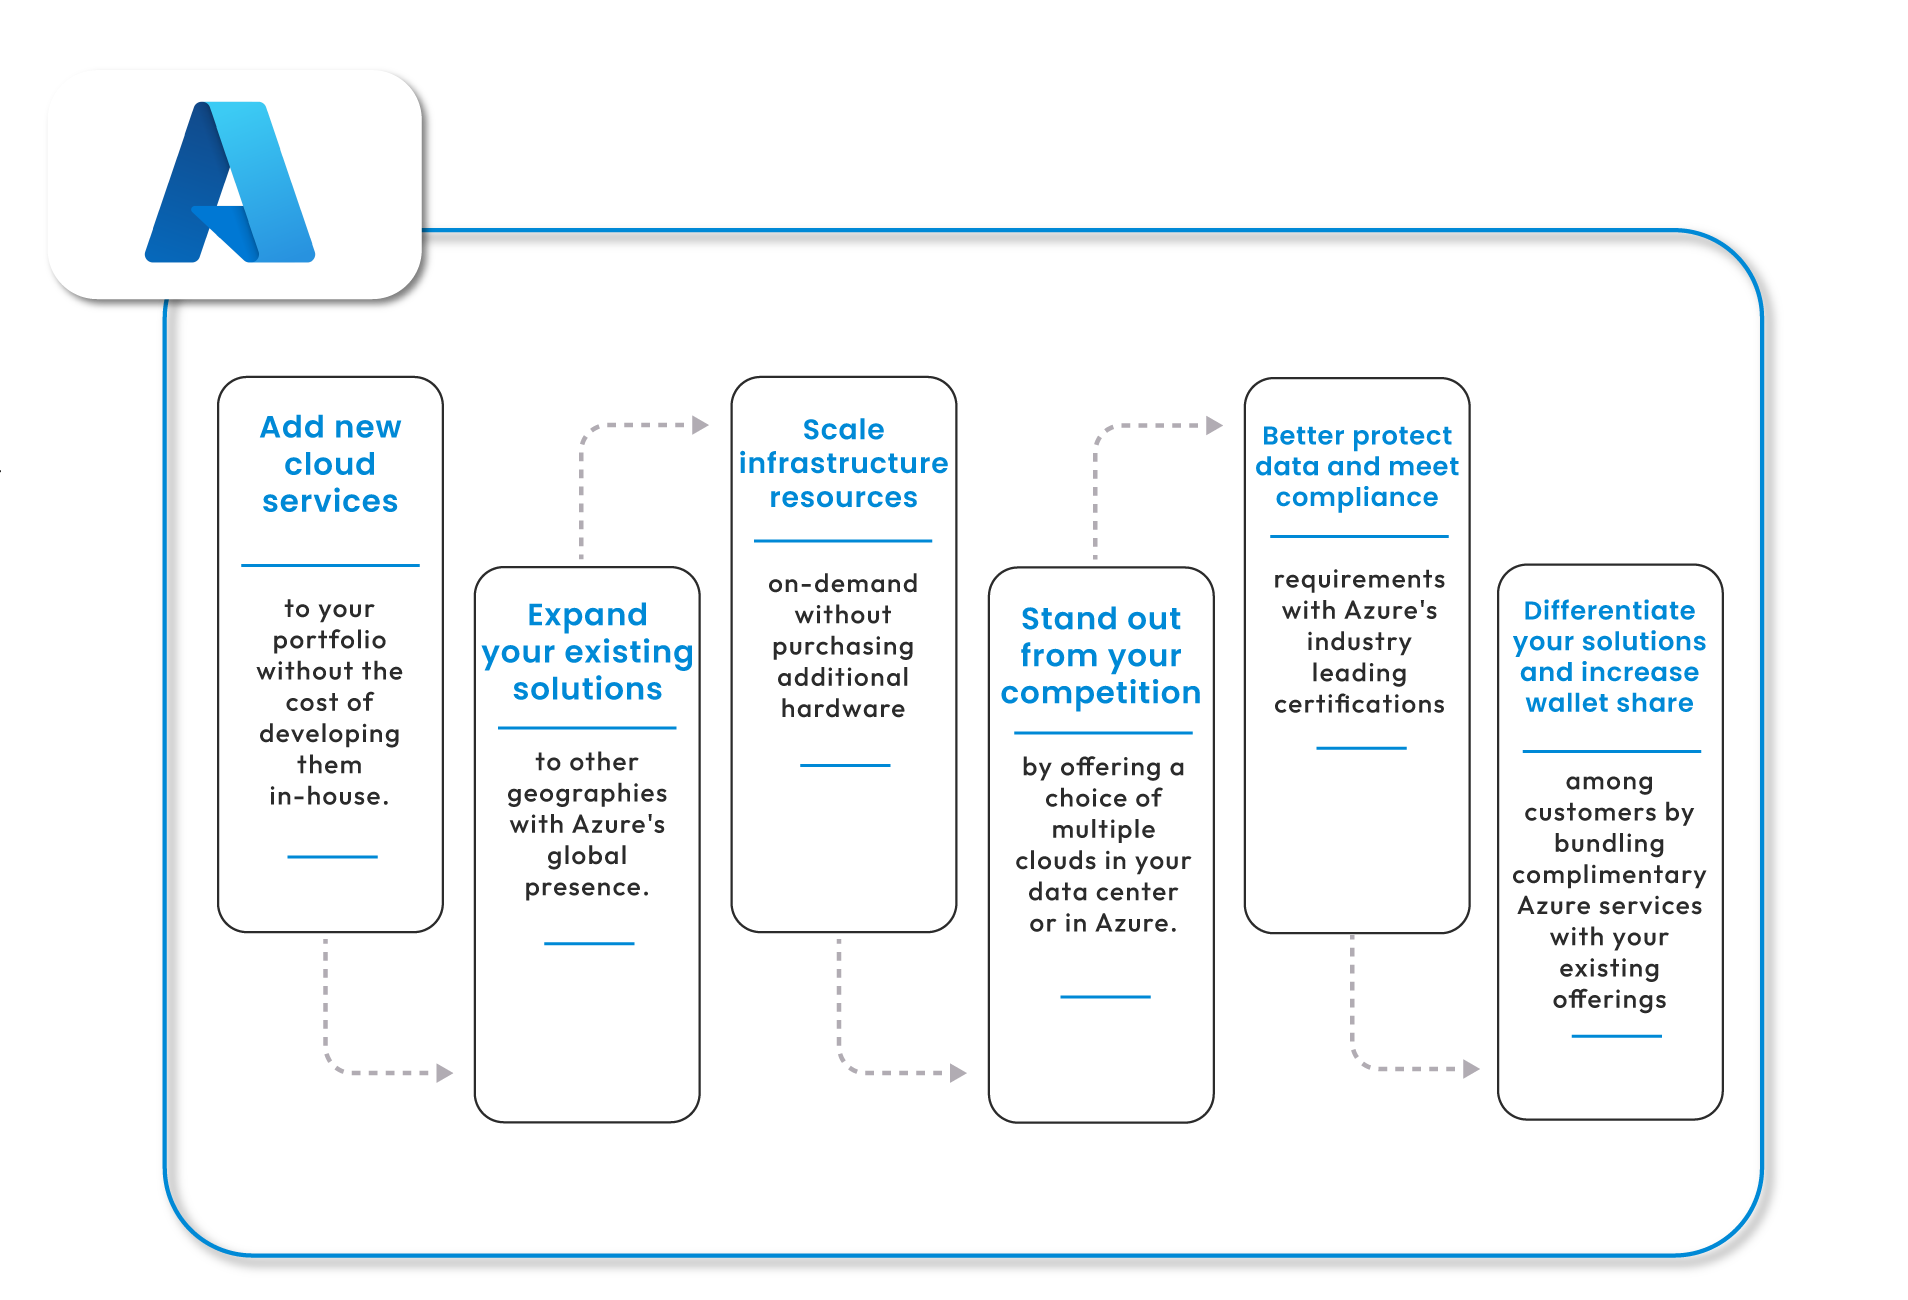 Add new
cloud
services
to your
portfolio
without the
cost of
developing
them
in-house.
Expand
your existing
solutions
to other
geographies
with Azure's
global
presence.
Scale
infrastructure
resources
on-demand
without
purchasing
additional
hardware
Stand out
from your
competition
by offering a
choice of
multiple
clouds in your
data center
or in Azure.
Better protect
data and meet
compliance
requirements
with Azure's
industry
leading
certifications
Differentiate
your solutions
and increase
wallet share
among
customers by
bundling
complimentary
Azure services
with your
existing
offerings